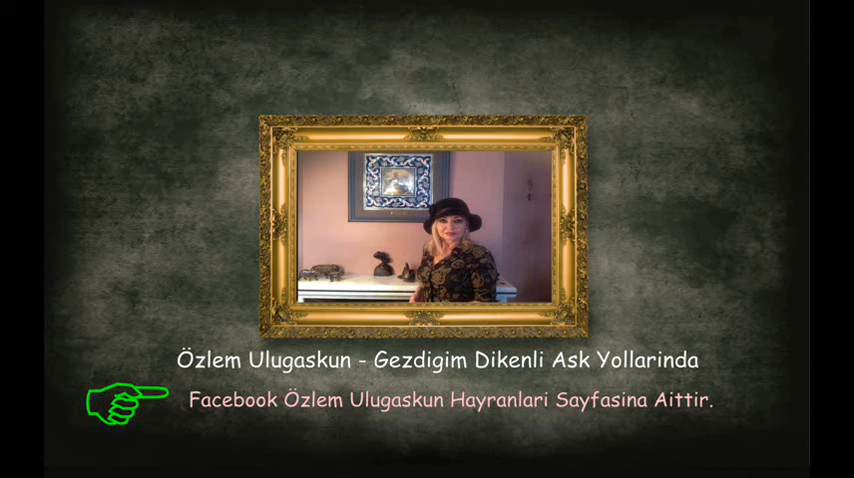 Özlem Ulugaskun - Gezdigim Dikenli Ask Yollarinda
Facebook Özlem Ulugaskun Hayranlari Sayfasina Aittir.